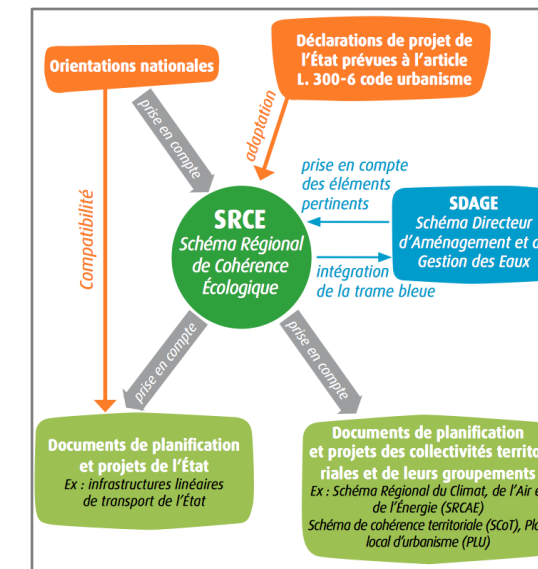 Orientations nationales
Déclarations de projet de
l'État prévues à l'article
L. 300-6 code urbanisme
prise en compte
adaptation
Compatibilité
prise en compte
des éléments
pertinents
SRCE
Schéma Régional
de Cohérence
Écologique
SDAGE
Schéma Directeur
d'Aménagement et d
Gestion des Eaux
intégration
de la trame bleue
prise en compte
prise en compte
Documents de planification
et projets de l'État
Ex : infrastructures linéaires
de transport de l'État
Documents de planification
et projets des collectivités territo
riales et de leurs groupements
Ex : Schéma Régional du Climat, de l'Air e
de l'Énergie (SRCAE)
Schéma de cohérence territoriale (SCoT), Pla
local d'urbanisme (PLU)